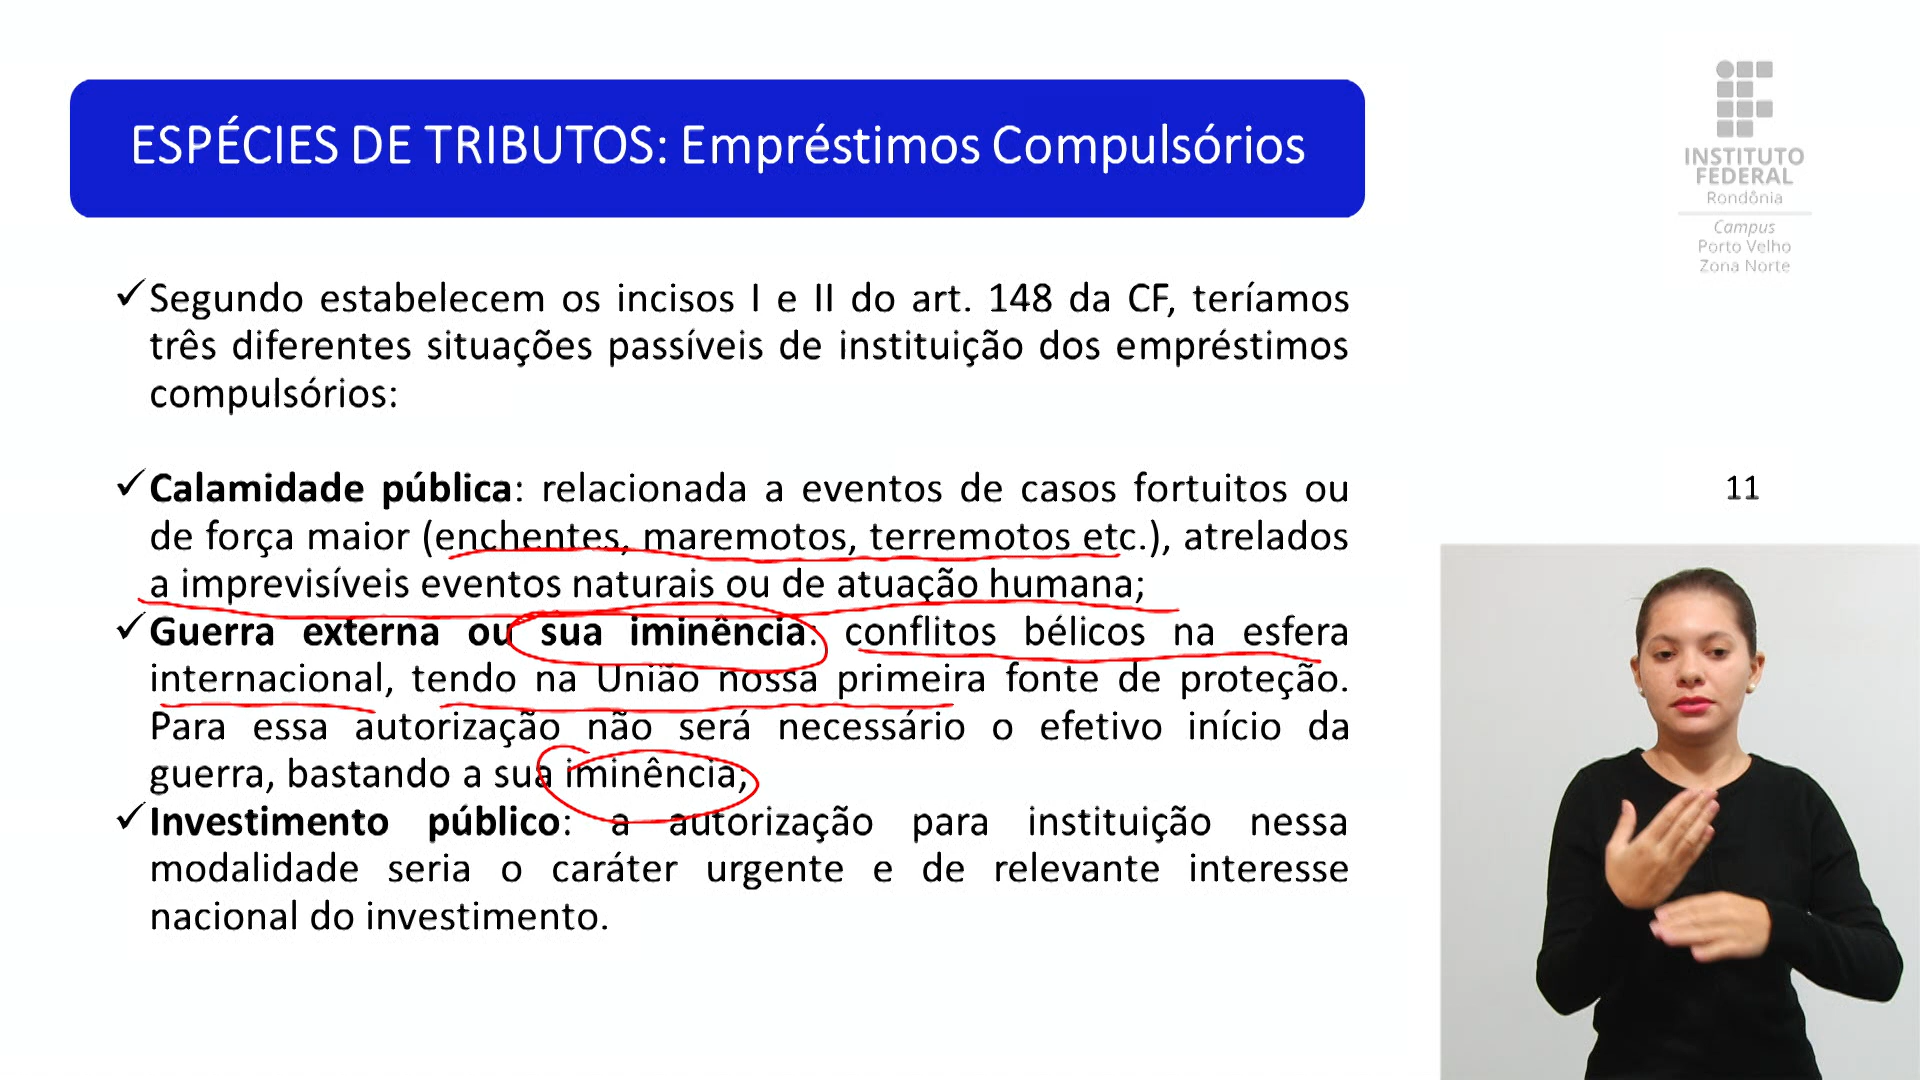 ESPÉCIES DE TRIBUTOS: Empréstimos Compulsórios
INSTITUTO
FEDERAL
Rondônia
Campus
Porto Velho
Zona Norte
✓Segundo estabelecem os incisos I e II do art. 148 da CF, teríamos
três diferentes situações passíveis de instituição dos empréstimos
compulsórios:
✓Calamidade pública: relacionada a eventos de casos fortuitos ou
de força maior (enchentes, maremotos, terremotos etc.), atrelados
a imprevisíveis eventos naturais ou de atuação humana;
✓Guerra externa ou sua iminência: conflitos bélicos na esfera
internacional, tendo na União nossa primeira fonte de proteção.
Para essa autorização não será necessário o efetivo início da
guerra, bastando a sua iminência;
✓Investimento público: a autorização para instituição nessa
modalidade seria o caráter urgente e de relevante interesse
nacional do investimento.
11